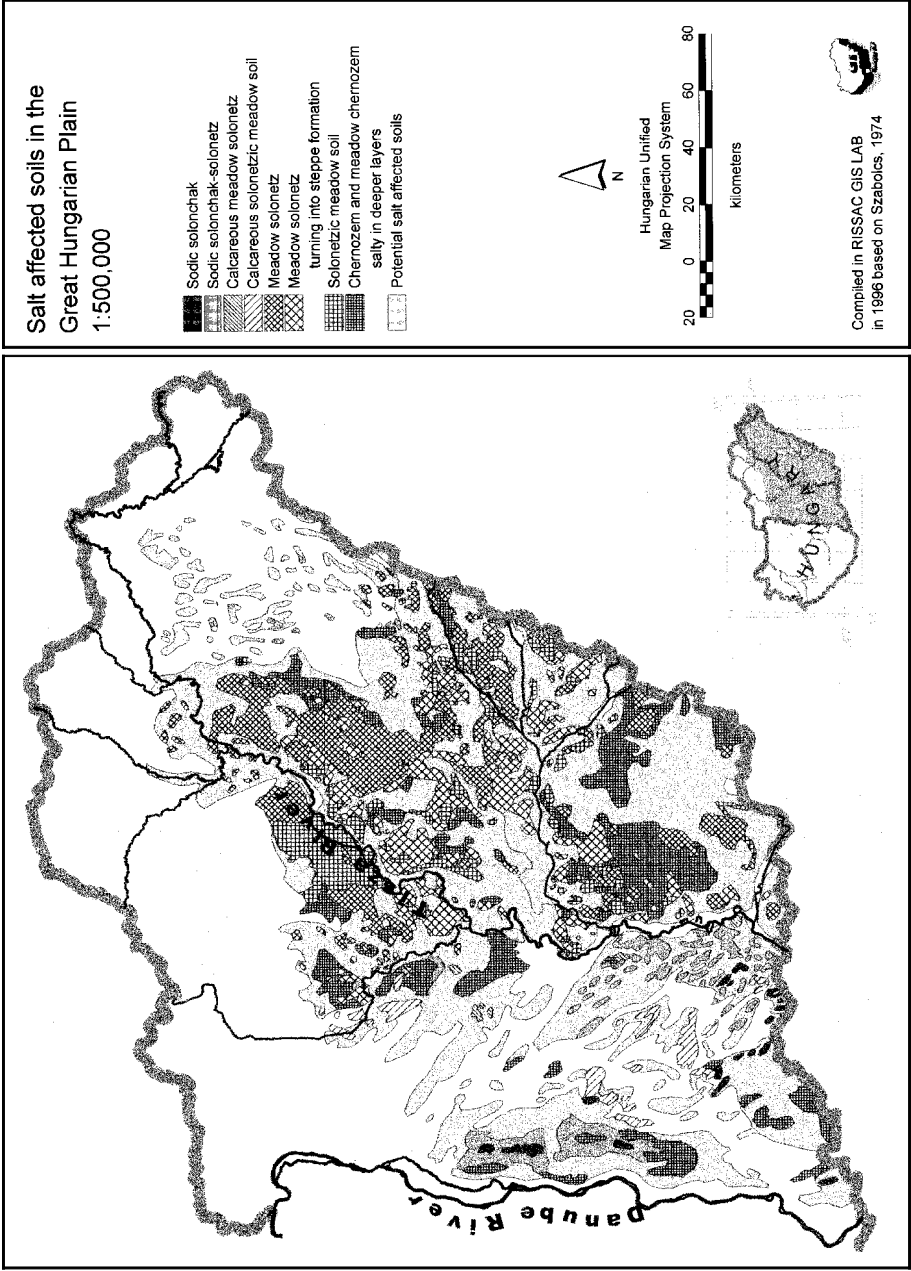 Salt affected soils in the
Great Hungarian Plain
1:500,000
Sodic solonchak
Sodic solonchak-solonetz
Calcareous meadow solonetz
Calcareous solonetzic meadow soil
Meadow solonetz
Meadow solonetz
turning into steppe formation
Solonetzic meadow soil
Chernozem and meadow chernozem
salty in deeper layers
Potential salt affected soils
N
Hungarian Unified
Map Projection System
20 0 20 40 60 80
kilometers
Compiled in RISSAC GIS LAB
in 1996 based on Szabolcs, 1974
Danube River
HUNGARY